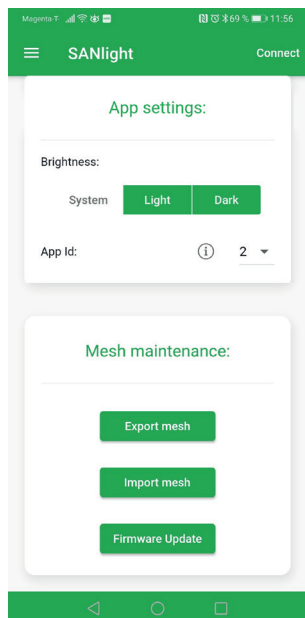 Magenta-T- 69 % 11:56
SANlight Connect
App settings:
Brightness:
System Light Dark
App Id: 2
Mesh maintenance:
Export mesh
Import mesh
Firmware Update